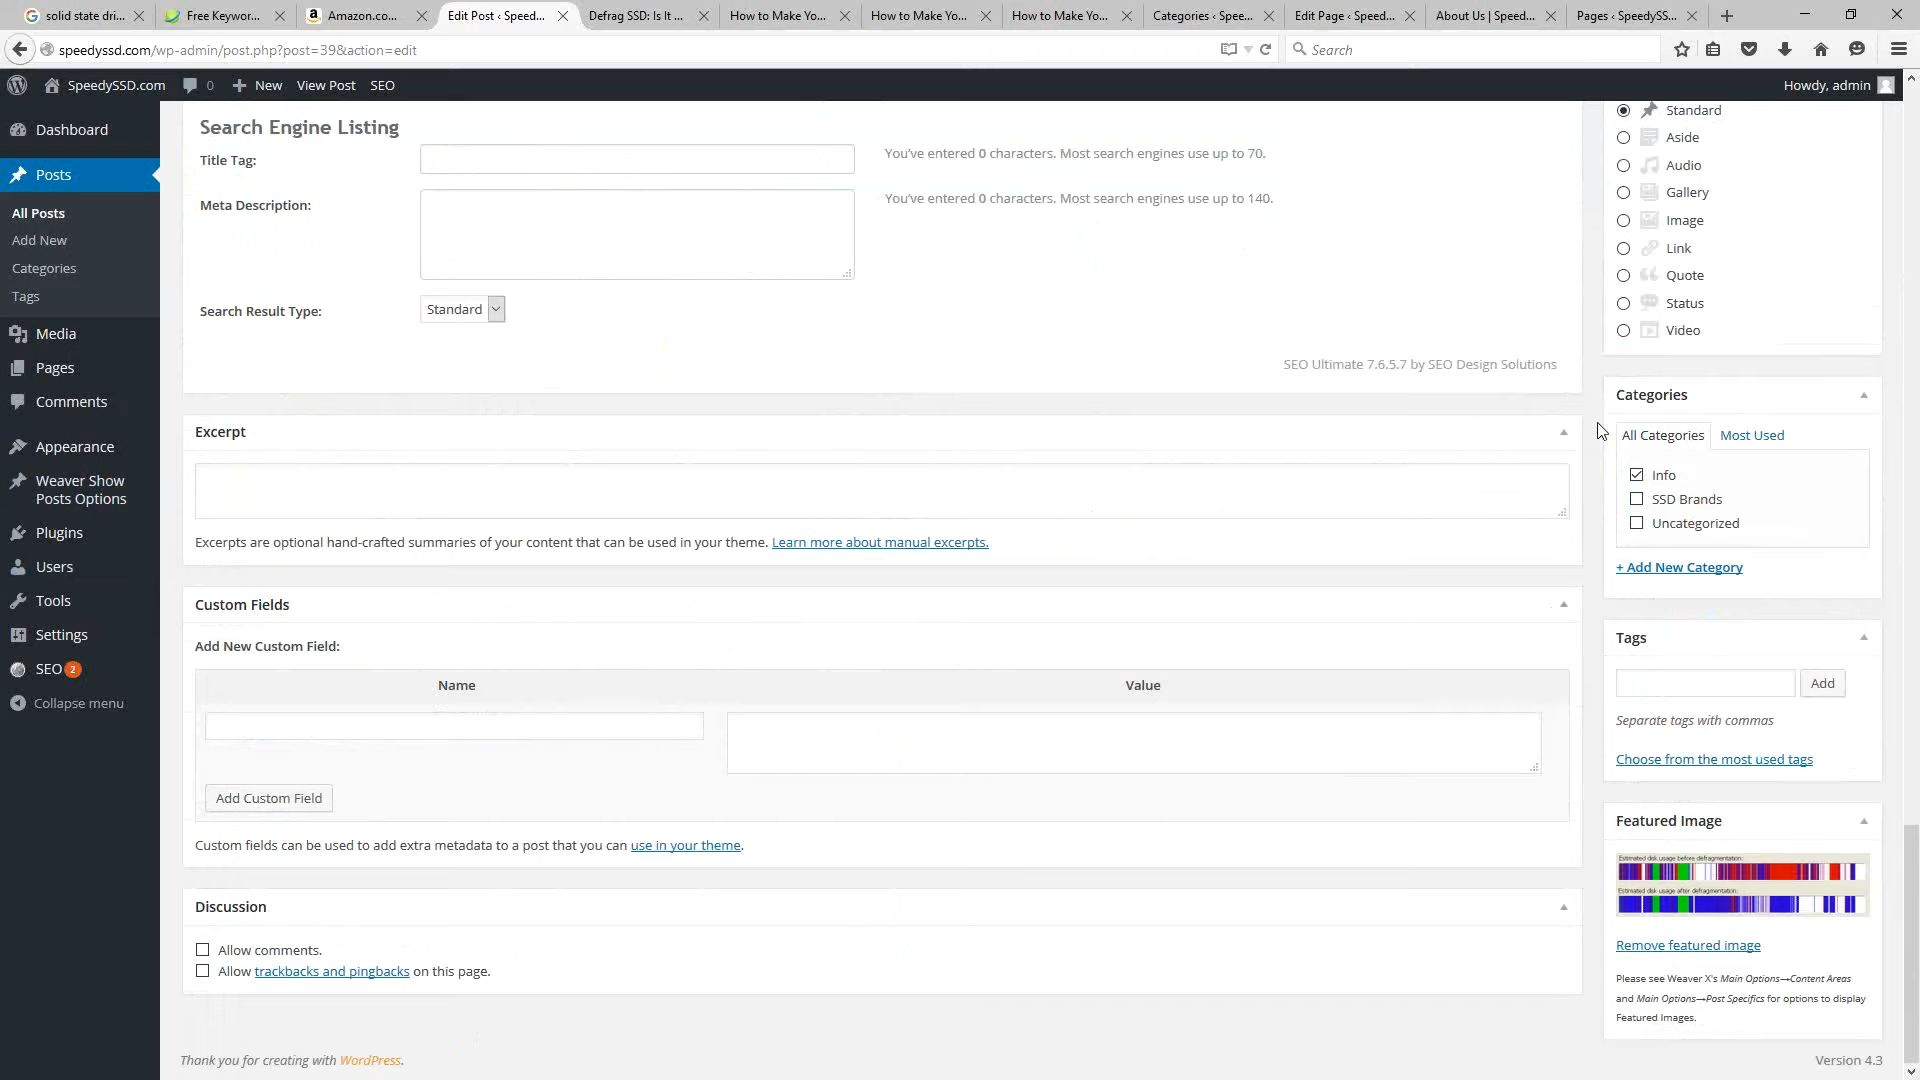 solid state dri...
Free Keywor...
Amazon.co...
Edit Post ‹ Speed...
Defrag SSD: Is It ...
How to Make Yo...
How to Make Yo...
How to Make Yo...
Categories ‹ Spee...
Edit Page ‹ Speed...
About Us | Speed...
Pages ‹ SpeedySS...
speedyssd.com/wp-admin/post.php?post=39&action=edit
Search
SpeedySSD.com
0
New
View Post
SEO
Howdy, admin
Dashboard
Posts
All Posts
Add New
Categories
Tags
Media
Pages
Comments
Appearance
Weaver Show
Posts Options
Plugins
Users
Tools
Settings
SEO 2
Collapse menu
Search Engine Listing
Title Tag:
You've entered 0 characters. Most search engines use up to 70.
Meta Description:
You've entered 0 characters. Most search engines use up to 140.
Search Result Type:
Standard
SEO Ultimate 7.6.5.7 by SEO Design Solutions
Excerpt
Excerpts are optional hand-crafted summaries of your content that can be used in your theme. Learn more about manual excerpts.
Custom Fields
Add New Custom Field:
Name
Value
Add Custom Field
Custom fields can be used to add extra metadata to a post that you can use in your theme.
Discussion
Allow comments.
Allow trackbacks and pingbacks on this page.
Thank you for creating with WordPress.
Standard
Aside
Audio
Gallery
Image
Link
Quote
Status
Video
Categories
All Categories
Most Used
Info
SSD Brands
Uncategorized
+ Add New Category
Tags
Add
Separate tags with commas
Choose from the most used tags
Featured Image
Estimated disk usage before defragmentation:
Estimated disk usage after defragmentation:
Remove featured image
Please see Weaver X's Main Options→Content Areas
and Main Options→Post Specifics for options to display
Featured Images.
Version 4.3